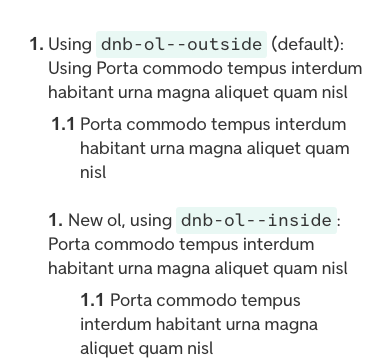 1. Using dnb-ol--outside (default):
Using Porta commodo tempus interdum
habitant urna magna aliquet quam nisl
1.1 Porta commodo tempus interdum
habitant urna magna aliquet quam
nisl
1. New ol, using dnb-ol--inside :
Porta commodo tempus interdum
habitant urna magna aliquet quam nisl
1.1 Porta commodo tempus
interdum habitant urna magna
aliquet quam nisl